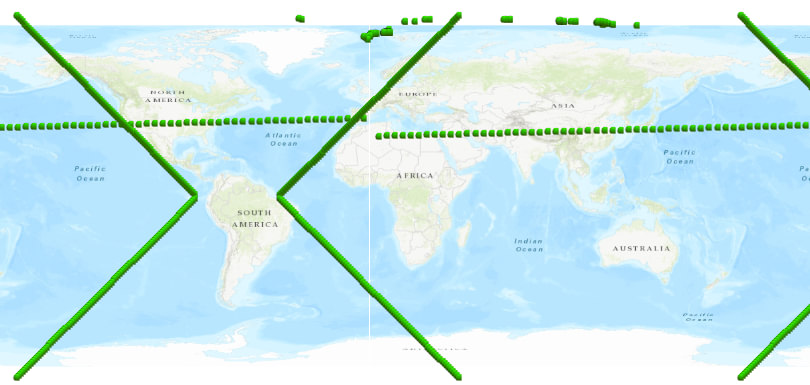 NORTH
AMERICA
EUROPE
ASIA
Atlantic
Ocean
Pacific
Ocean
Pacific
Ocean
AFRICA
SOUTH
AMERICA
Indian
Ocean
AUSTRALIA
Pacific
Ocean